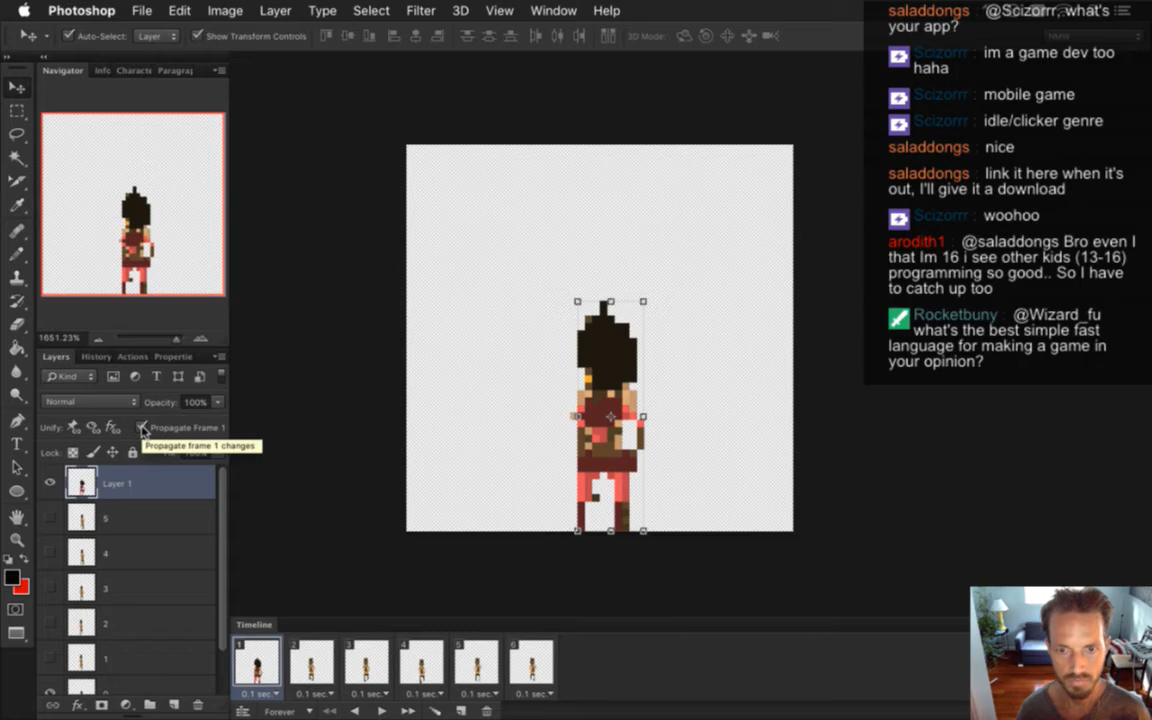 Photoshop File Edit Image Layer Type Select Filter 3D View Window Help
Auto-Select: Layer Show Transform Controls 3D Mode:
Navigator Info Characte Paragraj
1651.23%
Layers History Actions Propertie
Kind
Normal Opacity: 100%
Unify: Propagate Frame 1
Propagate frame 1 changes
Lock:
Layer 1
5
4
3
2
1
Timeline
1 2 3 4 5 6
0.1 sec. 0.1 sec. 0.1 sec. 0.1 sec. 0.1 sec. 0.1 sec.
Forever
saladdongs @Scizorrr, what's
your app?
Scizorrr : im a game dev too
haha
Scizorrr : mobile game
Scizorrr : idle/clicker genre
saladdongs : nice
saladdongs : link it here when it's
out, I'll give it a download
Scizorrr : woohoo
arodith1 : @saladdongs Bro even I
that Im 16 i see other kids (13-16)
programming so good.. So I have
to catch up too
Rocketbuny : @Wizard_fu
what's the best simple fast
language for making a game in
your opinion?